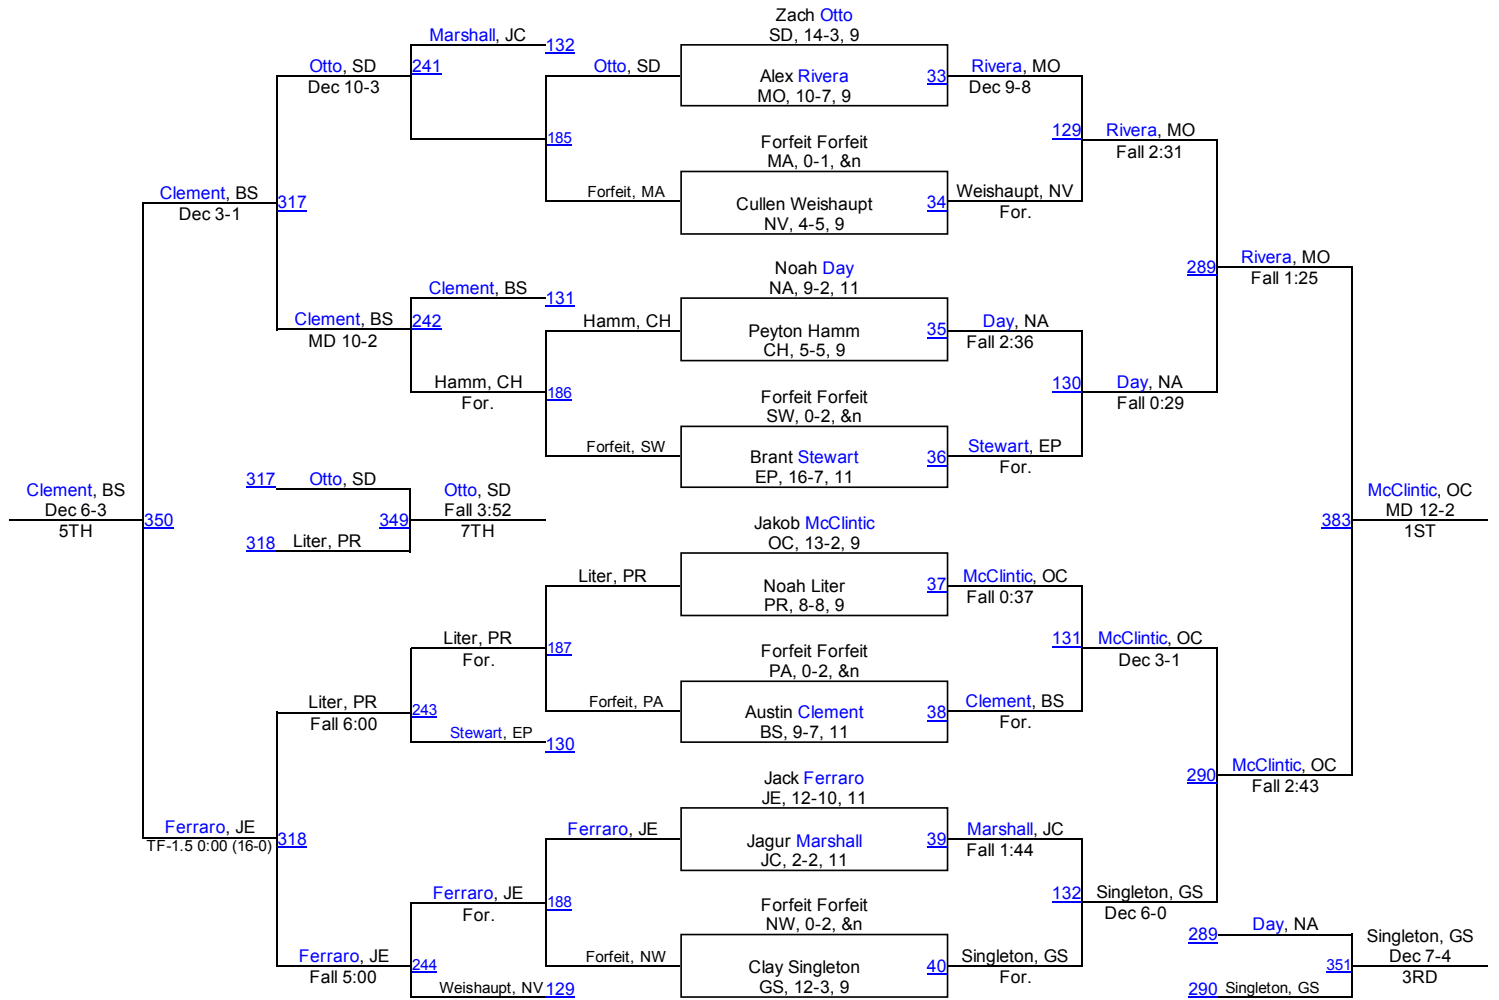 Zach Otto
SD, 14-3, 9
Marshall, JC
132
Otto, SD
241
Dec 10-3
Otto, SD
Alex Rivera
MO, 10-7, 9
33
Rivera, MO
Dec 9-8
185
Forfeit Forfeit
MA, 0-1, &n
129
Rivera, MO
Fall 2:31
Clement, BS
317
Dec 3-1
Forfeit, MA
Cullen Weishaupt
NV, 4-5, 9
34
Weishaupt, NV
For.
Noah Day
NA, 9-2, 11
289
Rivera, MO
Fall 1:25
Clement, BS
131
Clement, BS
242
MD 10-2
Hamm, CH
Peyton Hamm
CH, 5-5, 9
35
Day, NA
Fall 2:36
Hamm, CH
For.
186
Forfeit Forfeit
SW, 0-2, &n
130
Day, NA
Fall 0:29
Forfeit, SW
Brant Stewart
EP, 16-7, 11
36
Stewart, EP
For.
317
Otto, SD
Clement, BS
Dec 6-3
5TH
350
349
Otto, SD
Fall 3:52
7TH
318
Liter, PR
383
McClintic, OC
MD 12-2
1ST
Jakob McClintic
OC, 13-2, 9
Liter, PR
Noah Liter
PR, 8-8, 9
37
McClintic, OC
Fall 0:37
Liter, PR
For.
187
Forfeit Forfeit
PA, 0-2, &n
131
McClintic, OC
Dec 3-1
Liter, PR
Fall 6:00
243
Forfeit, PA
Austin Clement
BS, 9-7, 11
38
Clement, BS
For.
Stewart, EP
130
Jack Ferraro
JE, 12-10, 11
290
McClintic, OC
Fall 2:43
Ferraro, JE
TF-1.5 0:00 (16-0)
318
Ferraro, JE
Jagur Marshall
JC, 2-2, 11
39
Marshall, JC
Fall 1:44
Ferraro, JE
For.
188
Forfeit Forfeit
NW, 0-2, &n
132
Singleton, GS
Dec 6-0
289
Day, NA
Ferraro, JE
Fall 5:00
244
Forfeit, NW
Clay Singleton
GS, 12-3, 9
40
Singleton, GS
For.
351
Singleton, GS
Dec 7-4
3RD
Weishaupt, NV
129
290
Singleton, GS